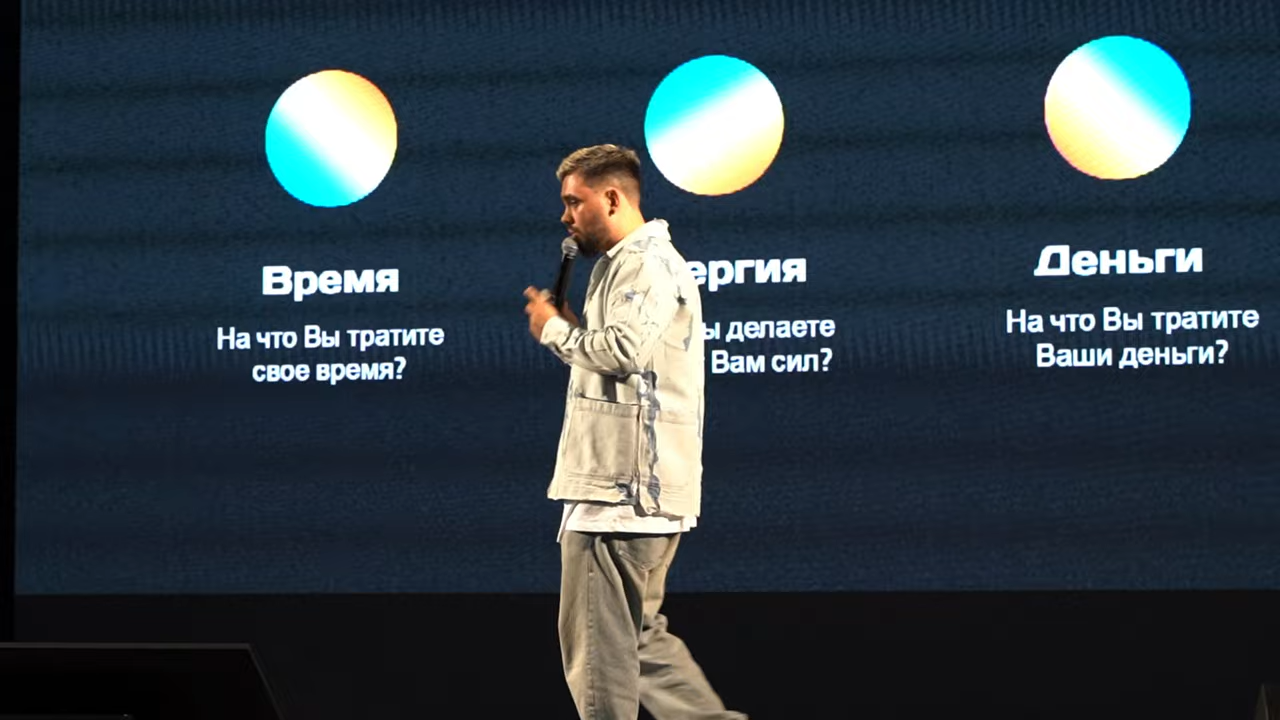 Время
На что Вы тратите
свое время?
ергия
ы делаете
Вам сил?
Деньги
На что Вы тратите
Ваши деньги?